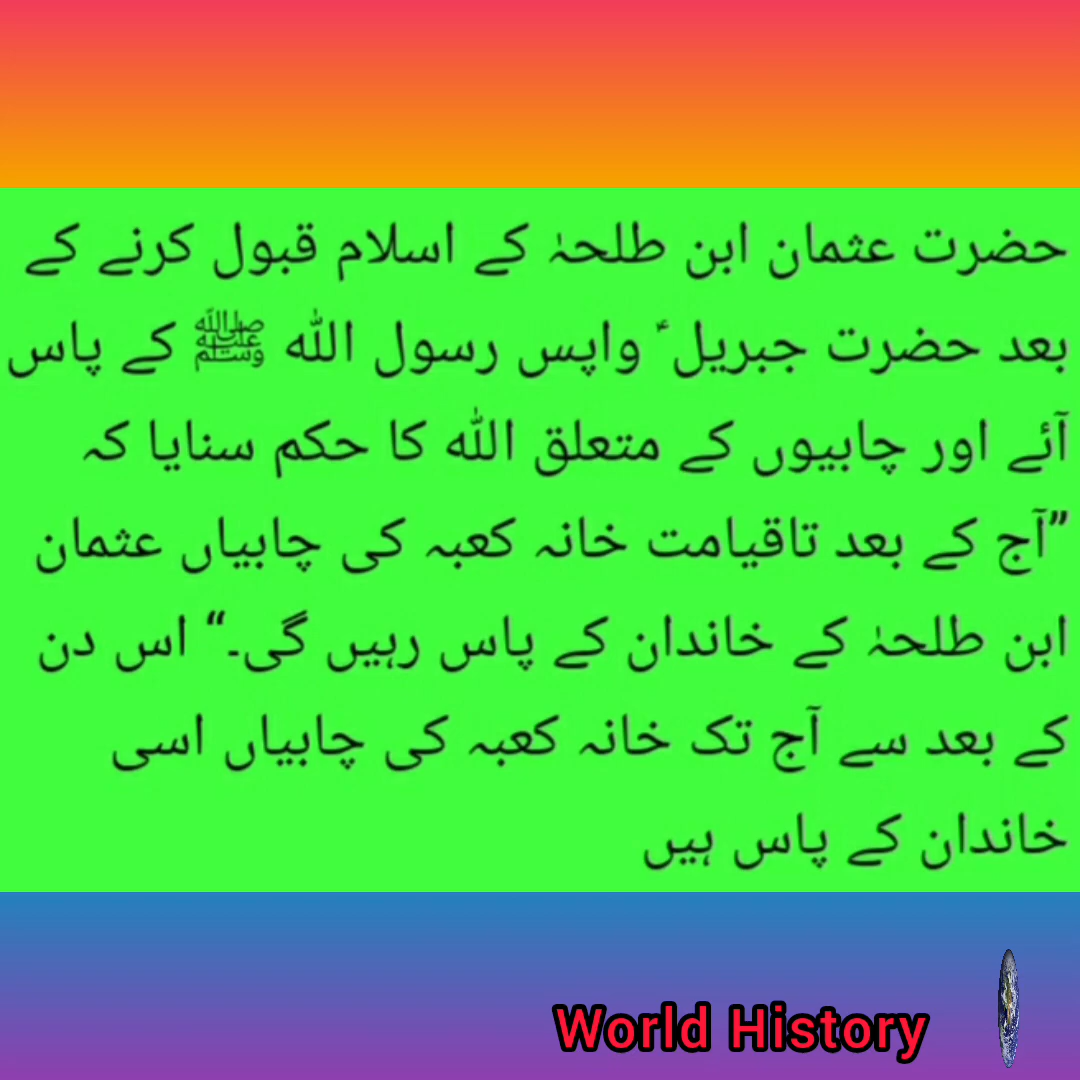 حضرت عثمان ابن طلحہٰ کے اسلام قبول کرنے کے
بعد حضرت جبریل ؑ واپس رسول اللہ ﷺ کے پاس
آئے اور چابیوں کے متعلق اللہ کا حکم سنایا کہ
”آج کے بعد تاقیامت خانہ کعبہ کی چابیاں عثمان
ابن طلحہٰ کے خاندان کے پاس رہیں گی۔“ اس دن
کے بعد سے آج تک خانہ کعبہ کی چابیاں اسی
خاندان کے پاس ہیں
World History